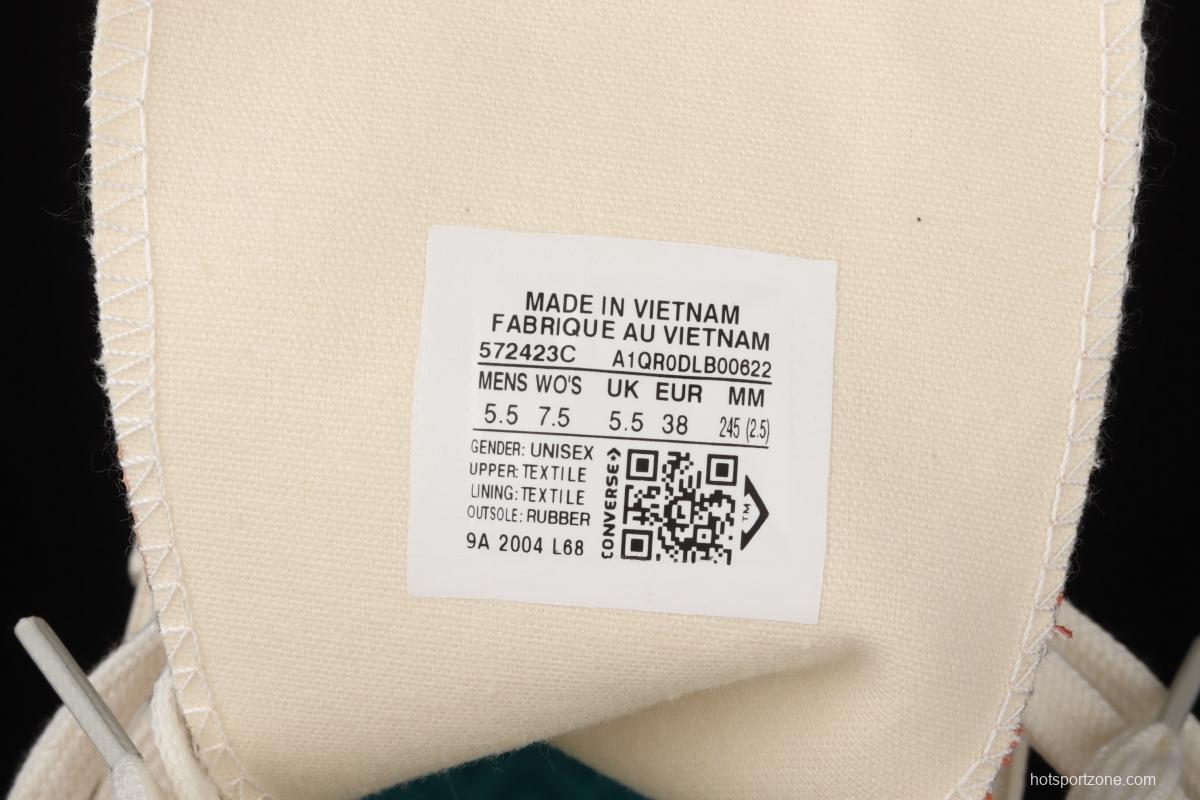 MADE IN VIETNAM
FABRIQUE AU VIETNAM
572423C A1QR0DLB00622
MENS WO'S UK EUR MM
5.5 7.5 5.5 38 245 (2.5)
GENDER: UNISEX
UPPER: TEXTILE
LINING: TEXTILE
OUTSOLE: RUBBER
9A 2004 L68
CONVERSE
TM
hotsportzone.com